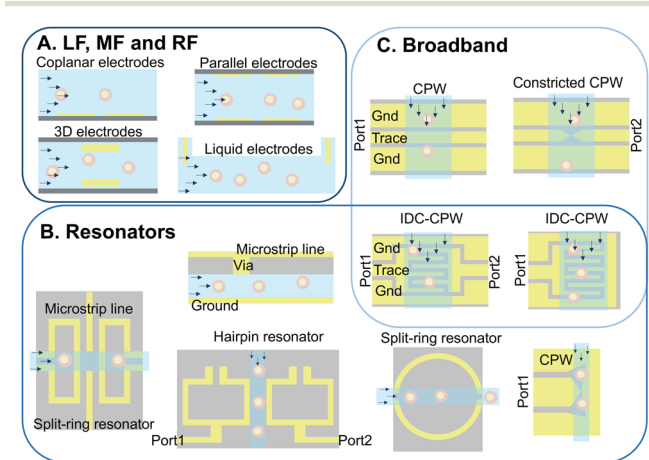 A. LF, MF and RF
Coplanar electrodes
Parallel electrodes
3D electrodes
Liquid electrodes
C. Broadband
CPW
Constricted CPW
Port1
Gnd
Trace
Gnd
Port2
IDC-CPW
IDC-CPW
Port1
Gnd
Trace
Gnd
Port2
Port1
B. Resonators
Microstrip line
Via
Ground
Microstrip line
Split-ring resonator
Hairpin resonator
Port1
Port2
Split-ring resonator
CPW
Port1